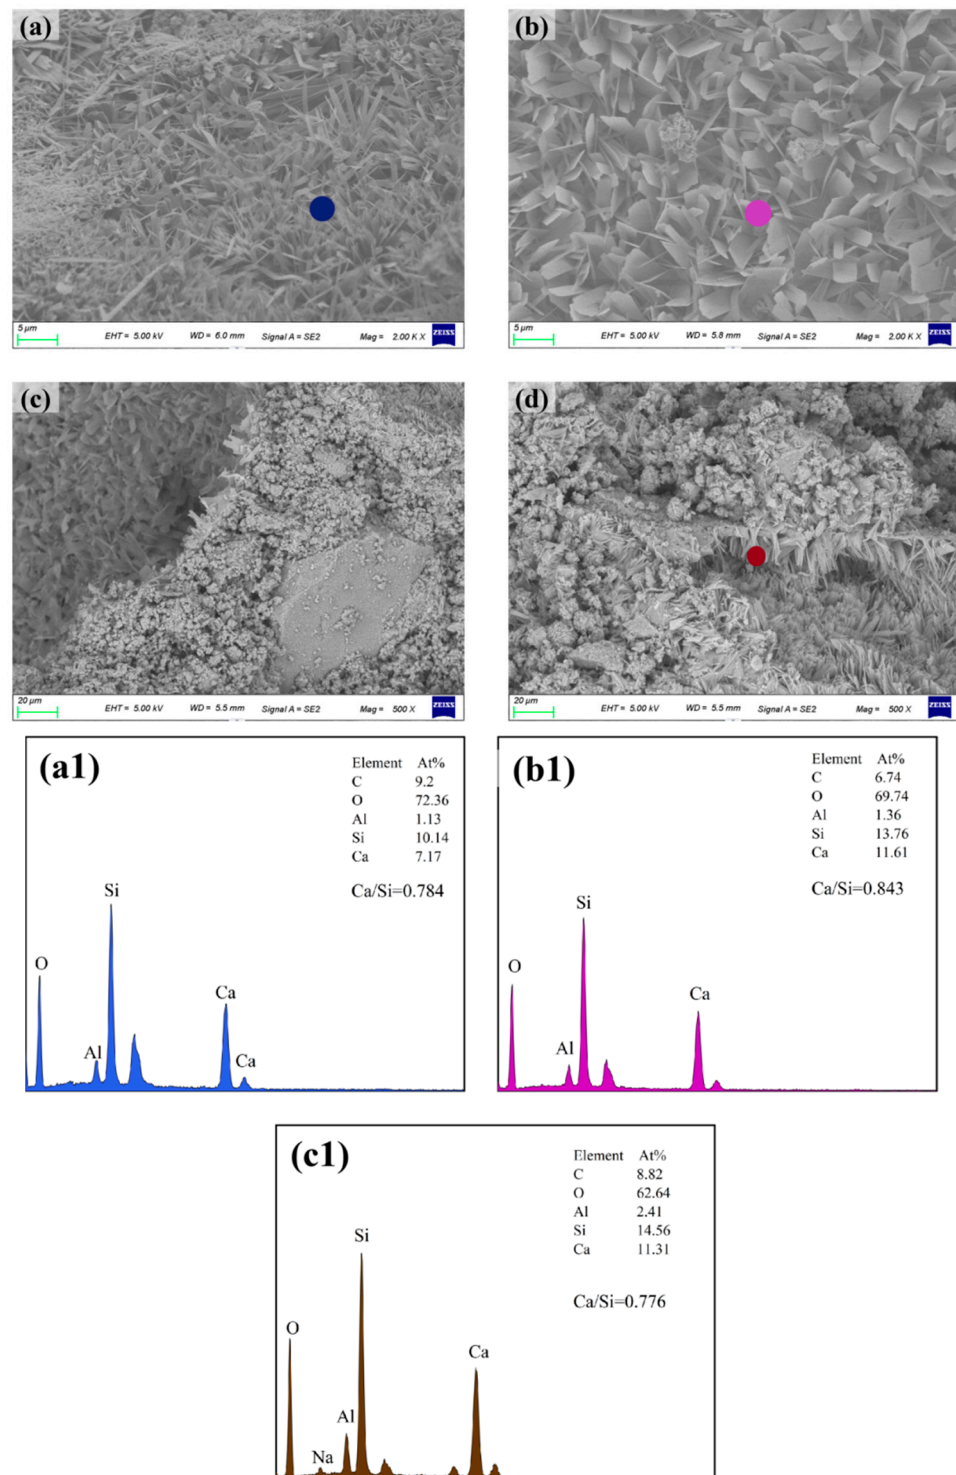 (a)
5 µm
EHT = 5.00 kV WD = 6.0 mm Signal A = SE2 Mag = 2.00 K X ZEISS
(b)
5 µm
EHT = 5.00 kV WD = 5.8 mm Signal A = SE2 Mag = 2.00 K X ZEISS
(c)
20 µm
EHT = 5.00 kV WD = 5.5 mm Signal A = SE2 Mag = 500 X ZEISS
(d)
20 µm
EHT = 5.00 kV WD = 5.5 mm Signal A = SE2 Mag = 500 X ZEISS
(a1)
Element At%
C 9.2
O 72.36
Al 1.13
Si 10.14
Ca 7.17
Ca/Si=0.784
Si
O
Ca
Al
Ca
(b1)
Element At%
C 6.74
O 69.74
Al 1.36
Si 13.76
Ca 11.61
Ca/Si=0.843
Si
O
Ca
Al
(c1)
Element At%
C 8.82
O 62.64
Al 2.41
Si 14.56
Ca 11.31
Ca/Si=0.776
Si
O
Ca
Al
Na